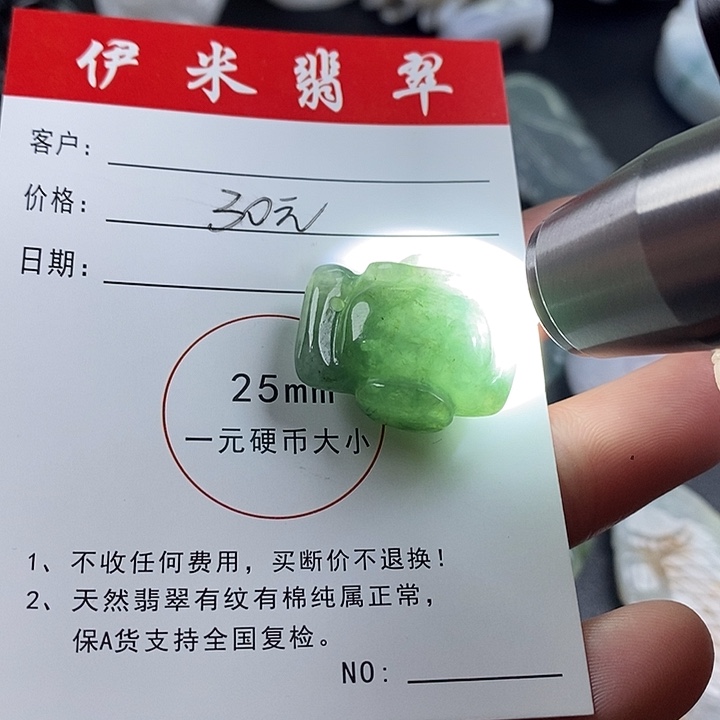 伊米翡翠
客户：
价格： 30元
日期：
25mm
一元硬币大小
1、不收任何费用，买断价不退换！
2、天然翡翠有纹有棉纯属正常，
保A货支持全国复检。
NO: